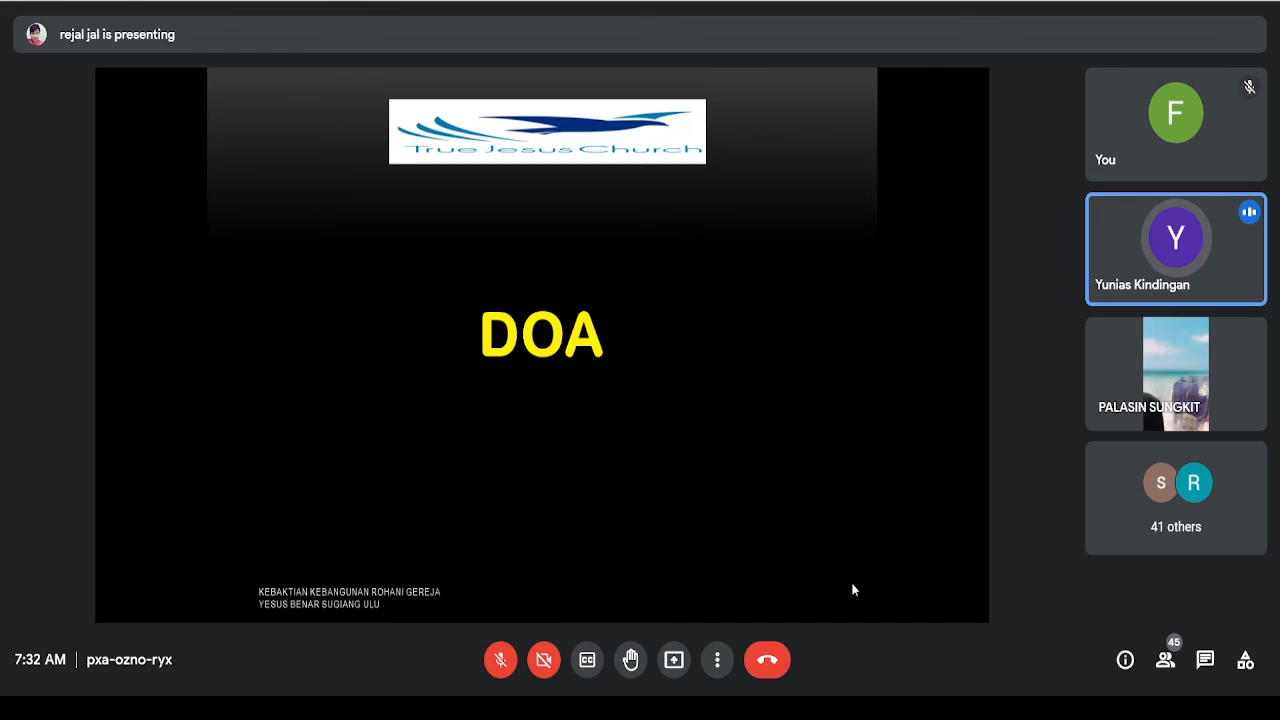 rejal jal is presenting
True Jesus Church
DOA
KEBAKTIAN KEBANGUNAN ROHANI GEREJA
YESUS BENAR SUGIANG ULU
F
You
Y
Yunias Kindingan
PALASIN SUNGKIT
S R
41 others
7:32 AM | pxa-ozno-ryx
CC
45